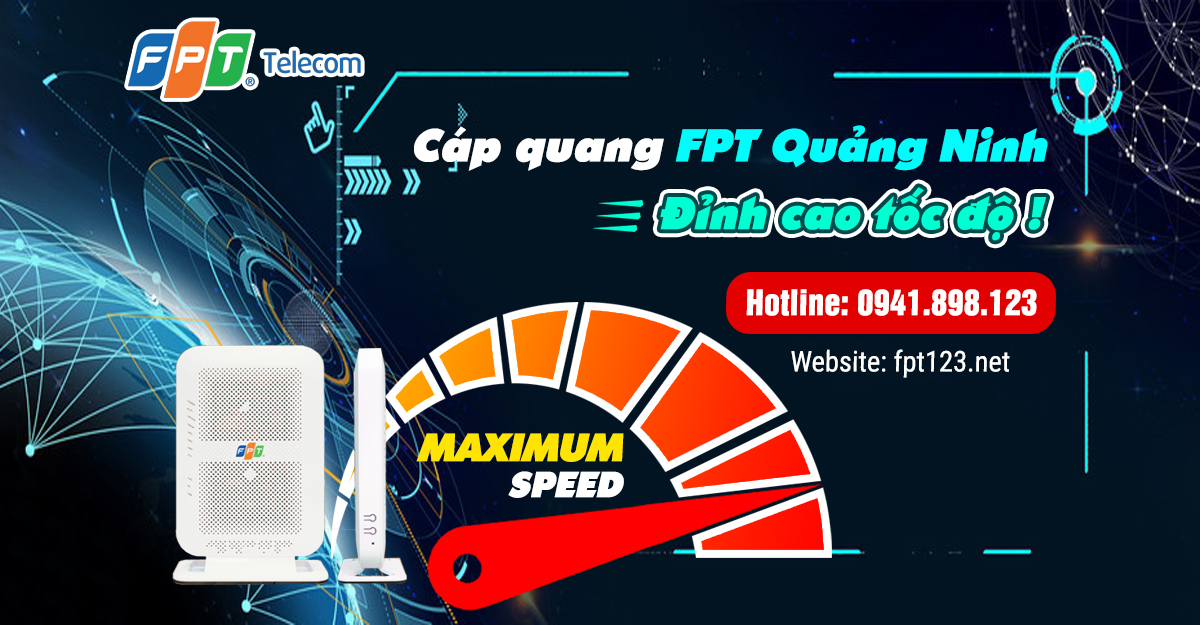 FPT® Telecom
Cáp quang FPT Quảng Ninh
Đỉnh cao tốc độ !
Hotline: 0941.898.123
Website: fpt123.net
FPT
MAXIMUM
SPEED